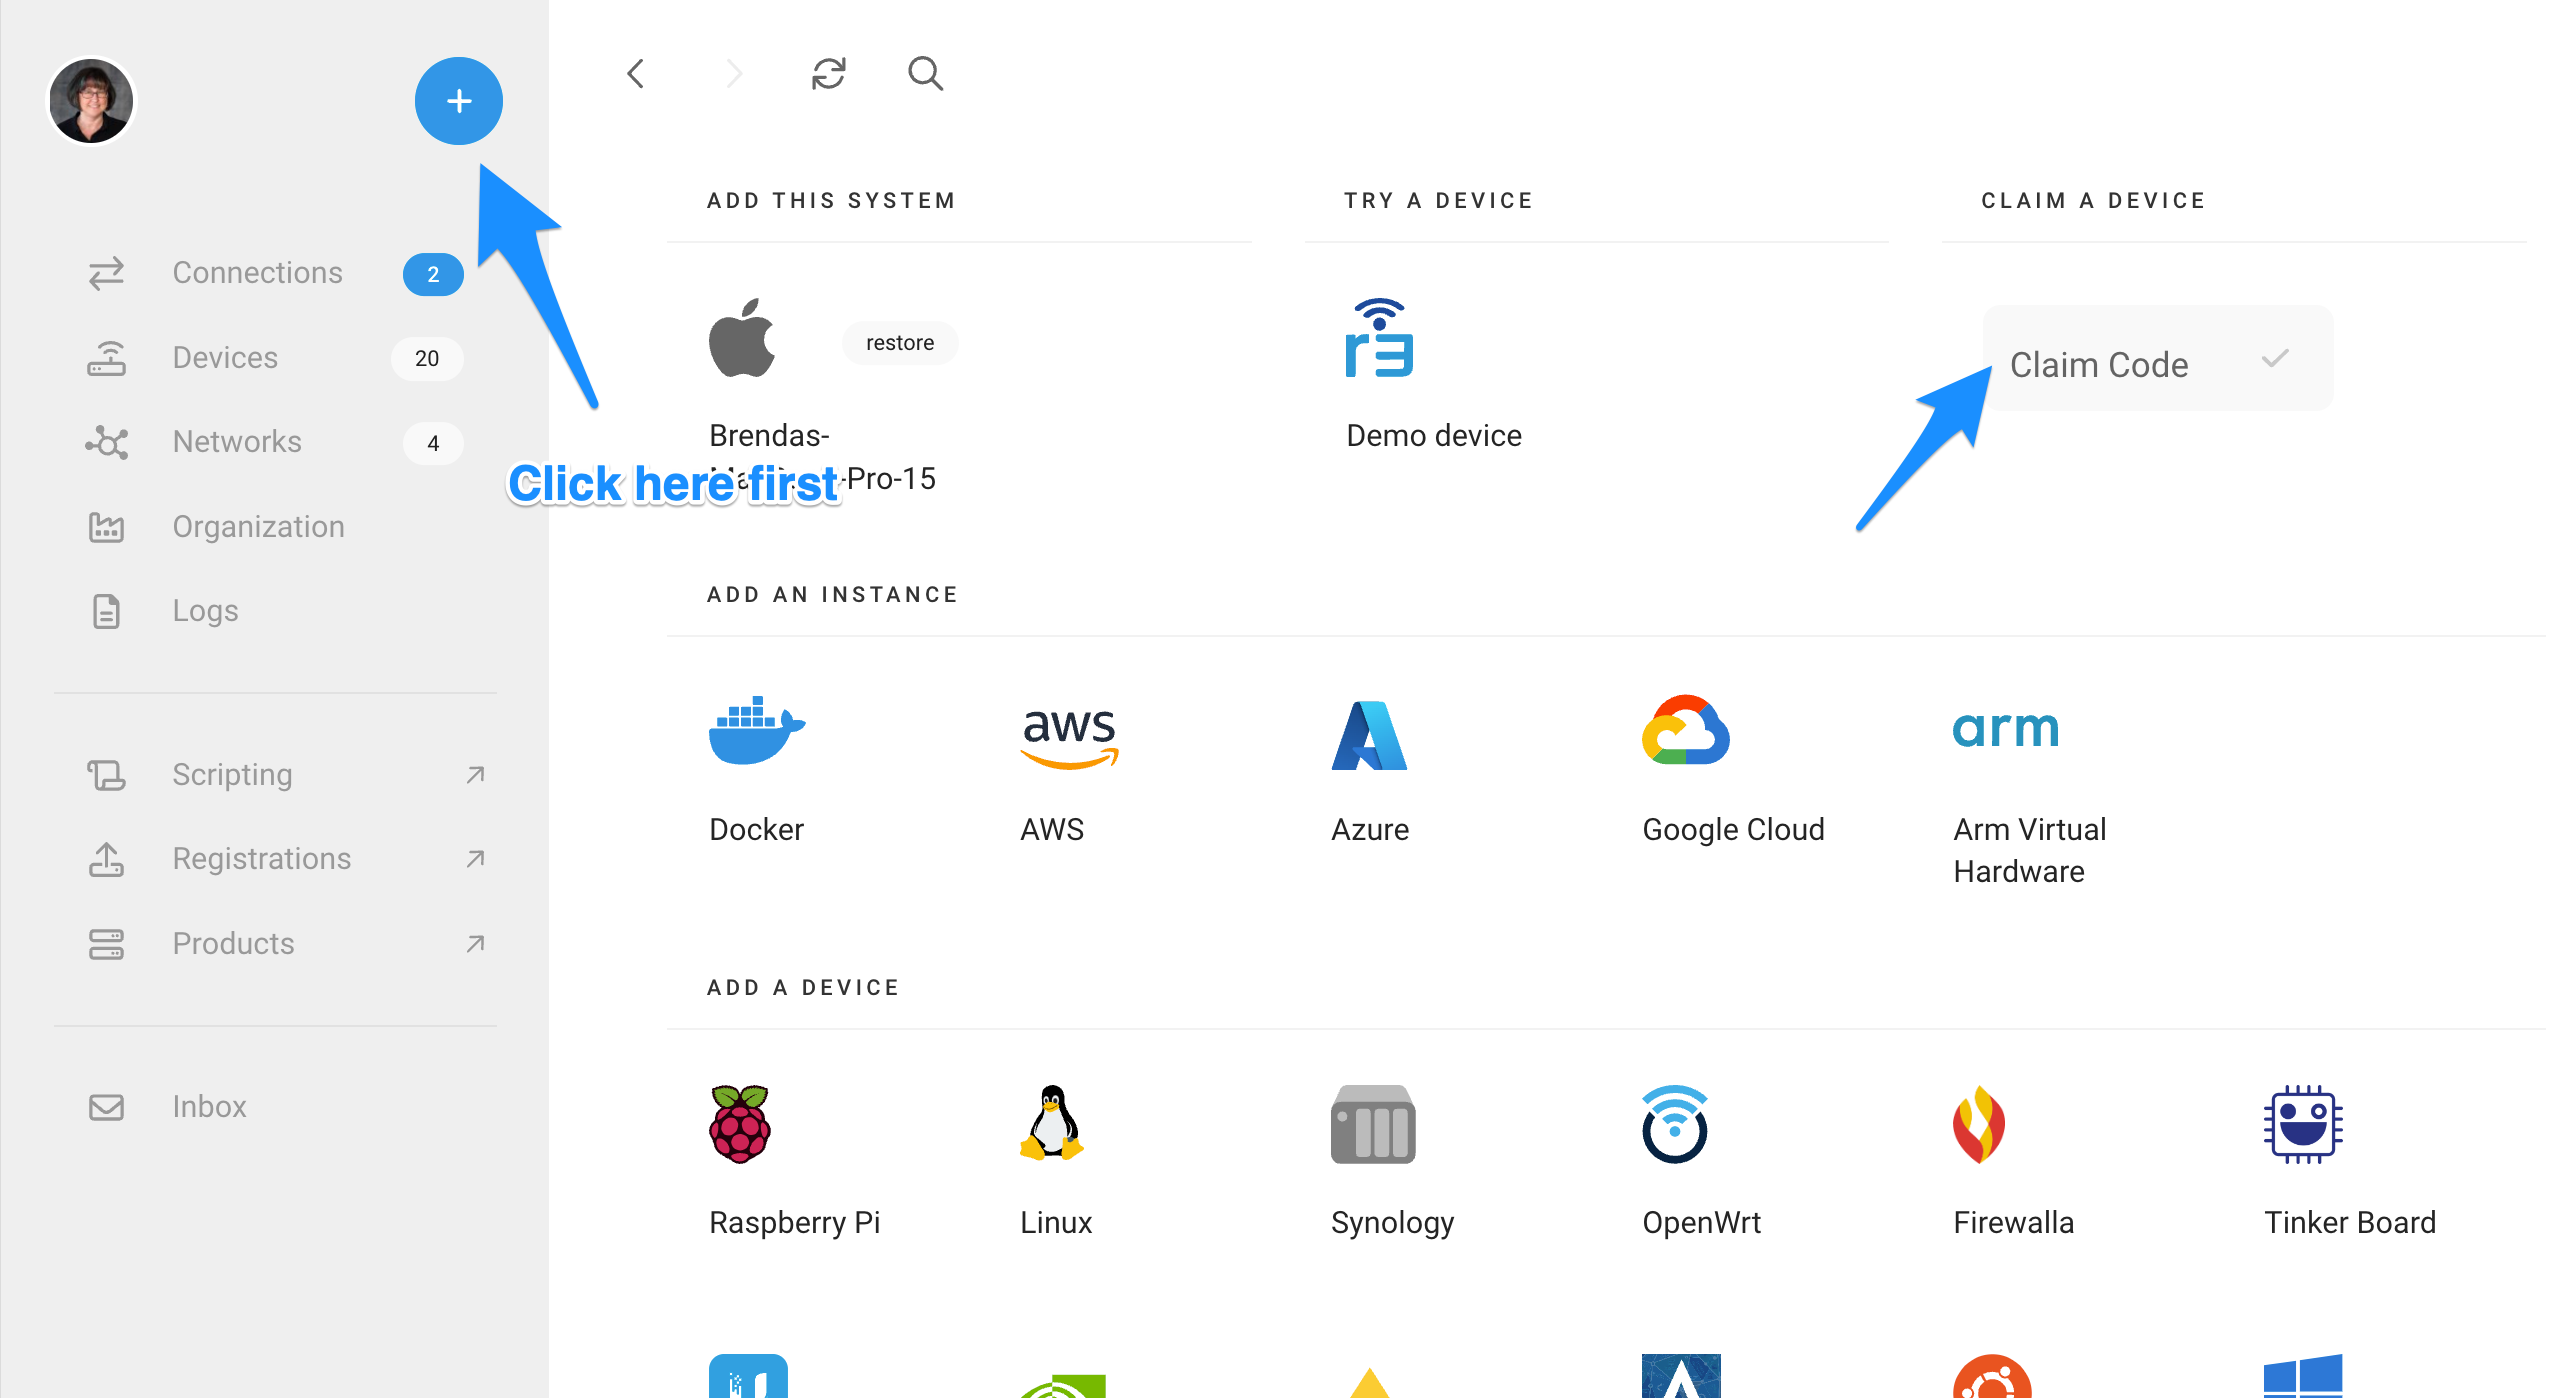 ADD THIS SYSTEM
TRY A DEVICE
CLAIM A DEVICE
Connections 2
Devices 20
Networks 4
Organization
Logs
Scripting
Registrations
Products
Inbox
restore
r3
Claim Code
Brendas-
-Pro-15
Click here first
Demo device
ADD AN INSTANCE
aws
arm
Docker
AWS
Azure
Google Cloud
Arm Virtual
Hardware
ADD A DEVICE
Raspberry Pi
Linux
Synology
OpenWrt
Firewalla
Tinker Board